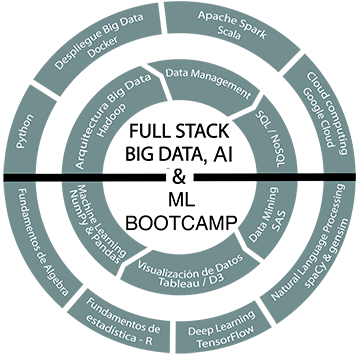 Despliegue Big Data
Docker
Apache Spark
Scala
Cloud computing
Google Cloud
Python
Arquitectura Big Data
Hadoop
Data Management
SQL / NoSQL
FULL STACK
BIG DATA, AI
&
ML
BOOTCAMP
Machine Learning
NumPy & Pandas
Visualización de Datos
Tableau / D3
Data Mining
SAS
Fundamentos de Algebra
Fundamentos de
estadística - R
Deep Learning
TensorFlow
Natural Language Processing
spaCy & gensim